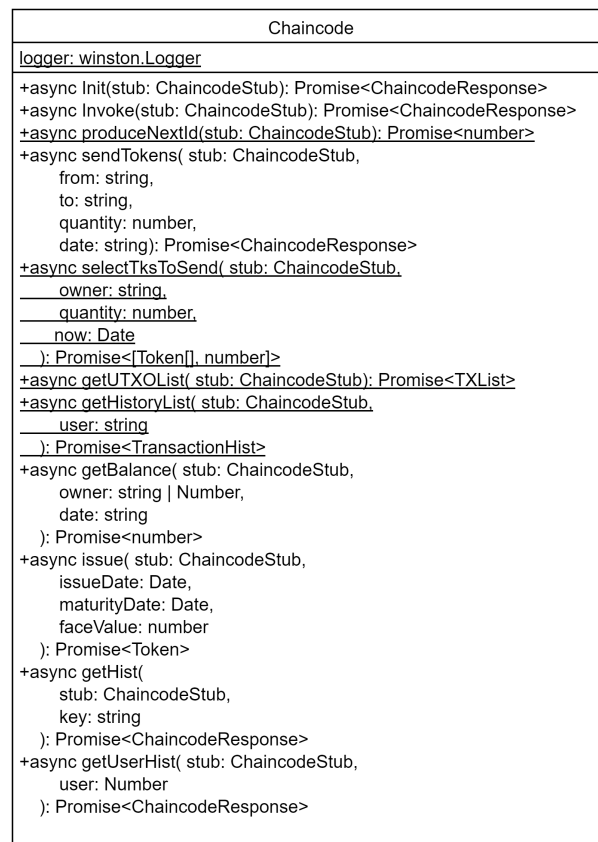 Chaincode
logger: winston.Logger
+async Init(stub: ChaincodeStub): Promise<ChaincodeResponse>
+async Invoke(stub: ChaincodeStub): Promise<ChaincodeResponse>
+async produceNextId(stub: ChaincodeStub): Promise<number>
+async sendTokens( stub: ChaincodeStub,
from: string,
to: string,
quantity: number,
date: string): Promise<ChaincodeResponse>
+async selectTksToSend( stub: ChaincodeStub,
owner: string,
quantity: number,
now: Date
): Promise<[Token[], number]>
+async getUTXOList( stub: ChaincodeStub): Promise<TXList>
+async getHistoryList( stub: ChaincodeStub,
user: string
): Promise<TransactionHist>
+async getBalance( stub: ChaincodeStub,
owner: string | Number,
date: string
): Promise<number>
+async issue( stub: ChaincodeStub,
issueDate: Date,
maturityDate: Date,
faceValue: number
): Promise<Token>
+async getHist(
stub: ChaincodeStub,
key: string
): Promise<ChaincodeResponse>
+async getUserHist( stub: ChaincodeStub,
user: Number
): Promise<ChaincodeResponse>